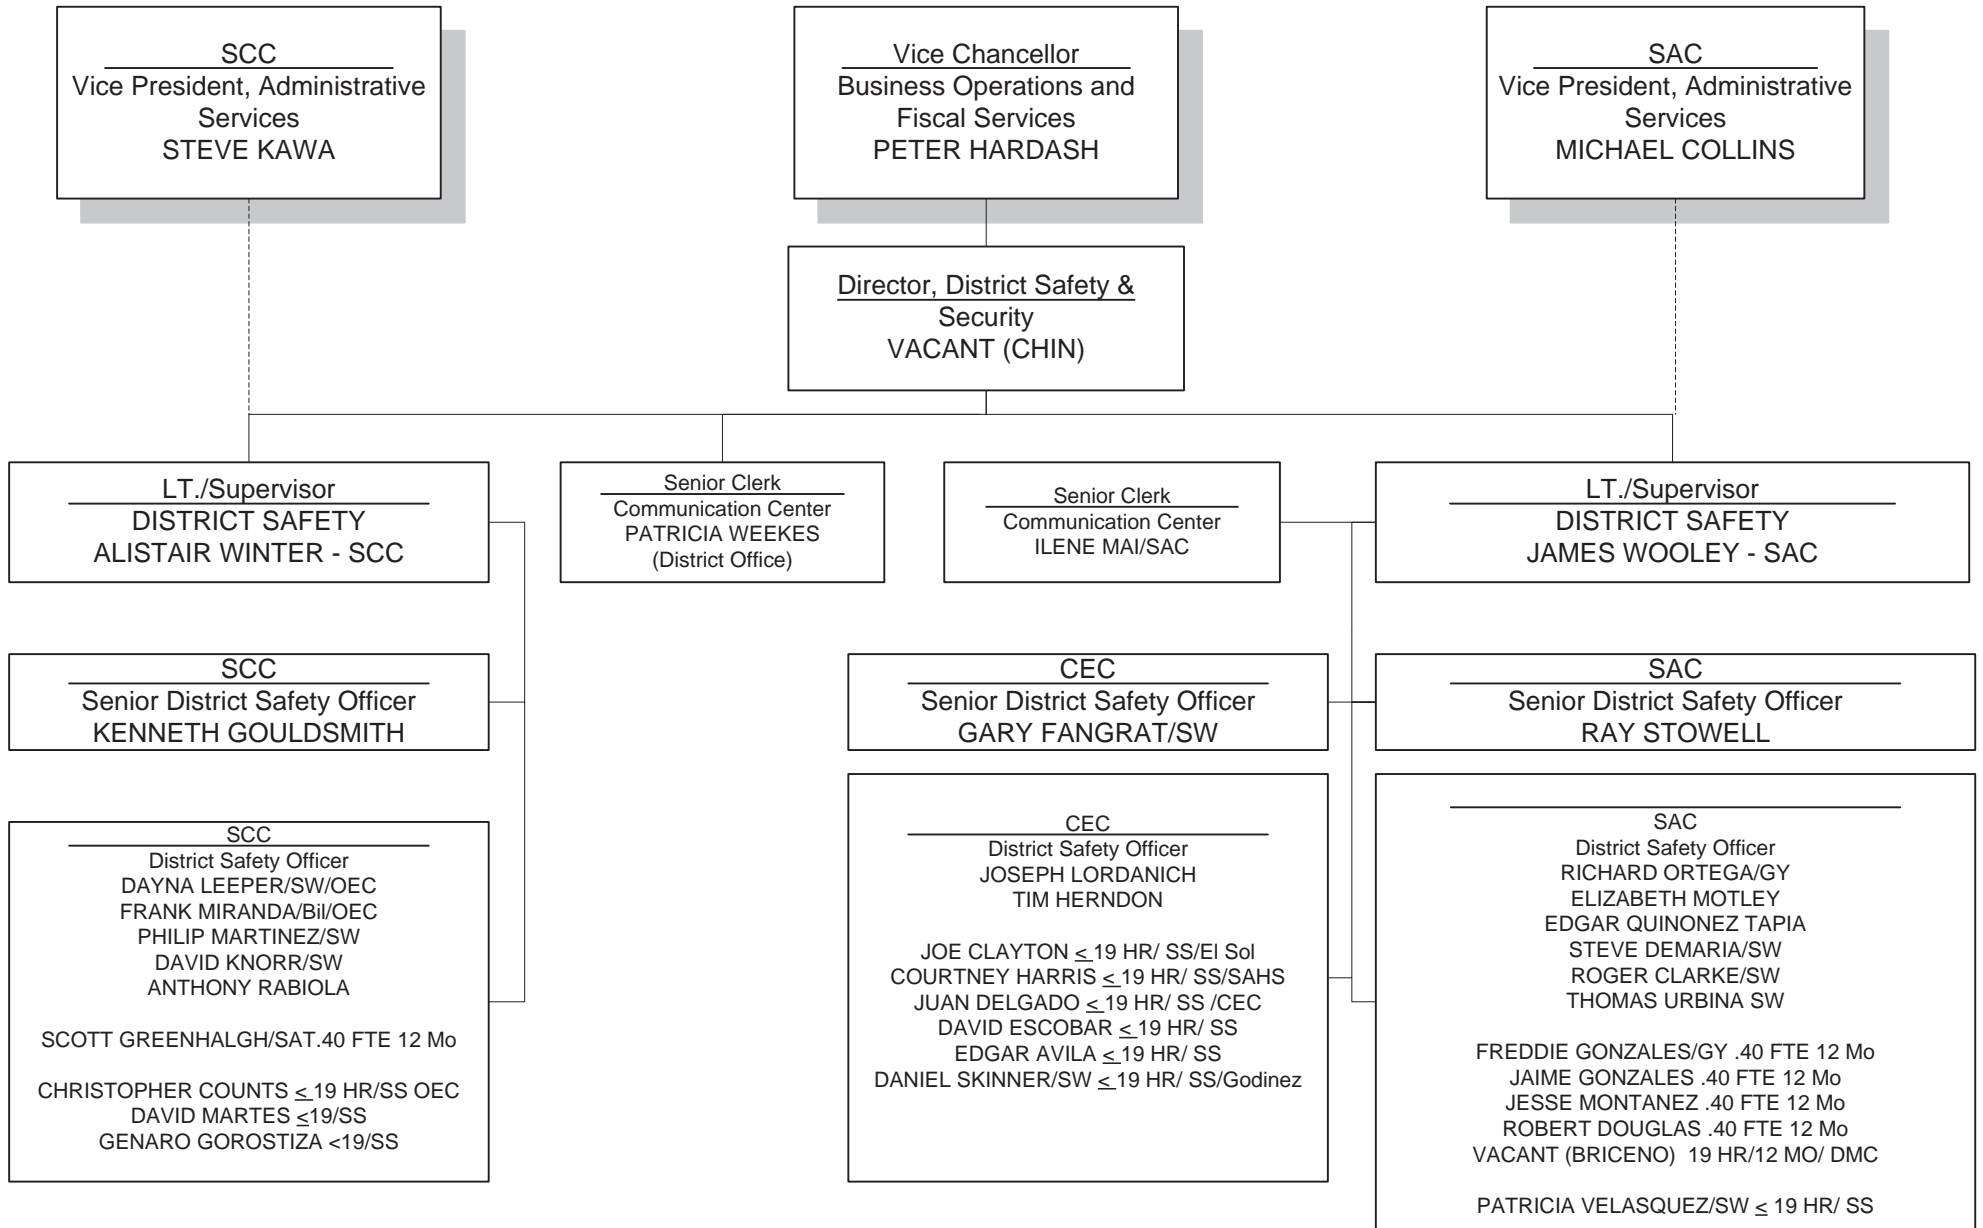 SCC
Vice President, Administrative
Services
STEVE KAWA
Vice Chancellor
Business Operations and
Fiscal Services
PETER HARDASH
SAC
Vice President, Administrative
Services
MICHAEL COLLINS
Director, District Safety &
Security
VACANT (CHIN)
LT./Supervisor
DISTRICT SAFETY
ALISTAIR WINTER - SCC
Senior Clerk
Communication Center
PATRICIA WEEKES
(District Office)
Senior Clerk
Communication Center
ILENE MAI/SAC
LT./Supervisor
DISTRICT SAFETY
JAMES WOOLEY - SAC
SCC
Senior District Safety Officer
KENNETH GOULDSMITH
CEC
Senior District Safety Officer
GARY FANGRAT/SW
SAC
Senior District Safety Officer
RAY STOWELL
SCC
District Safety Officer
DAYNA LEEPER/SW/OEC
FRANK MIRANDA/Bil/OEC
PHILIP MARTINEZ/SW
DAVID KNORR/SW
ANTHONY RABIOLA
SCOTT GREENHALGH/SAT.40 FTE 12 Mo
CHRISTOPHER COUNTS ≤ 19 HR/SS OEC
DAVID MARTES ≤19/SS
GENARO GOROSTIZA <19/SS
CEC
District Safety Officer
JOSEPH LORDANICH
TIM HERNDON
JOE CLAYTON ≤ 19 HR/ SS/El Sol
COURTNEY HARRIS ≤ 19 HR/ SS/SAHS
JUAN DELGADO ≤ 19 HR/ SS /CEC
DAVID ESCOBAR ≤ 19 HR/ SS
EDGAR AVILA ≤ 19 HR/ SS
DANIEL SKINNER/SW ≤ 19 HR/ SS/Godinez
SAC
District Safety Officer
RICHARD ORTEGA/GY
ELIZABETH MOTLEY
EDGAR QUINONEZ TAPIA
STEVE DEMARIA/SW
ROGER CLARKE/SW
THOMAS URBINA SW
FREDDIE GONZALES/GY .40 FTE 12 Mo
JAIME GONZALES .40 FTE 12 Mo
JESSE MONTANEZ .40 FTE 12 Mo
ROBERT DOUGLAS .40 FTE 12 Mo
VACANT (BRICENO) 19 HR/12 MO/ DMC
PATRICIA VELASQUEZ/SW ≤ 19 HR/ SS